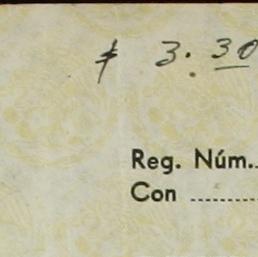 $ 3.30
Reg. Núm.
Con